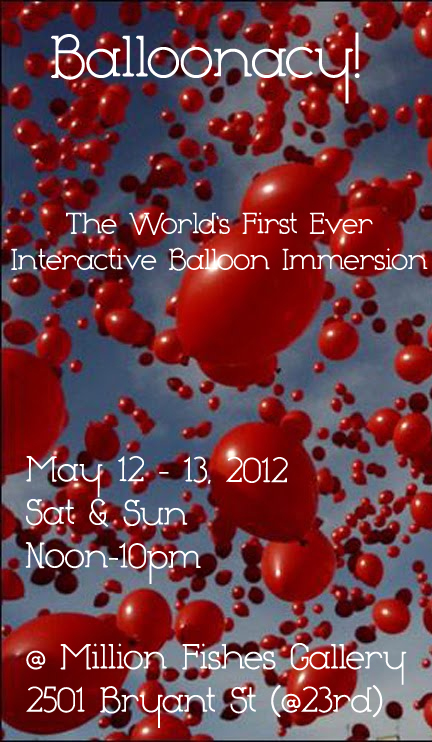 Balloonacy!
The World's First Ever
Interactive Balloon Immersion
May 12 - 13, 2012
Sat & Sun
Noon-10pm
@ Million Fishes Gallery
2501 Bryant St (@23rd)